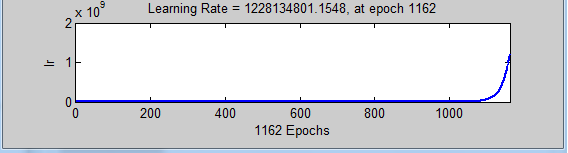 x 10^9
Learning Rate = 1228134801.1548, at epoch 1162
2
1
0
lr
0 200 400 600 800 1000
1162 Epochs